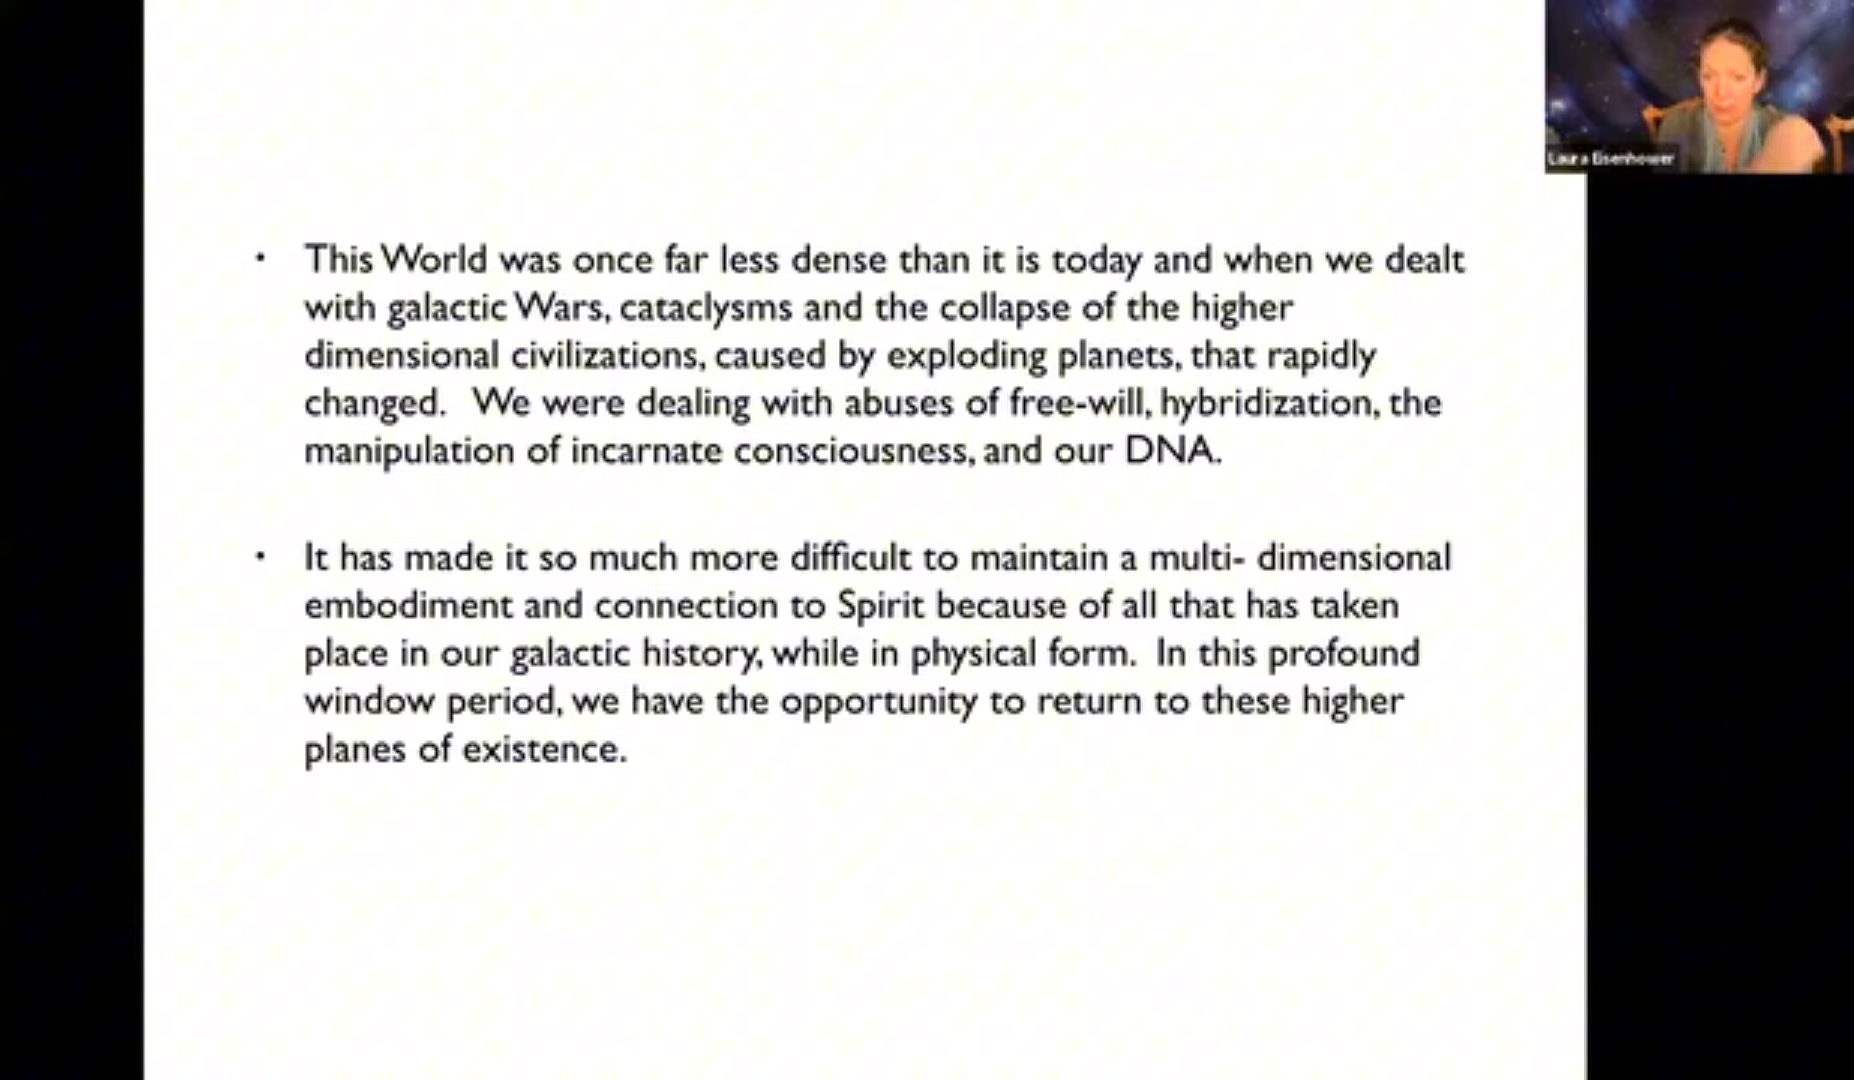 Laura Eisenhower
• This World was once far less dense than it is today and when we dealt
with galactic Wars, cataclysms and the collapse of the higher
dimensional civilizations, caused by exploding planets, that rapidly
changed.  We were dealing with abuses of free-will, hybridization, the
manipulation of incarnate consciousness, and our DNA.
• It has made it so much more difficult to maintain a multi- dimensional
embodiment and connection to Spirit because of all that has taken
place in our galactic history, while in physical form.  In this profound
window period, we have the opportunity to return to these higher
planes of existence.